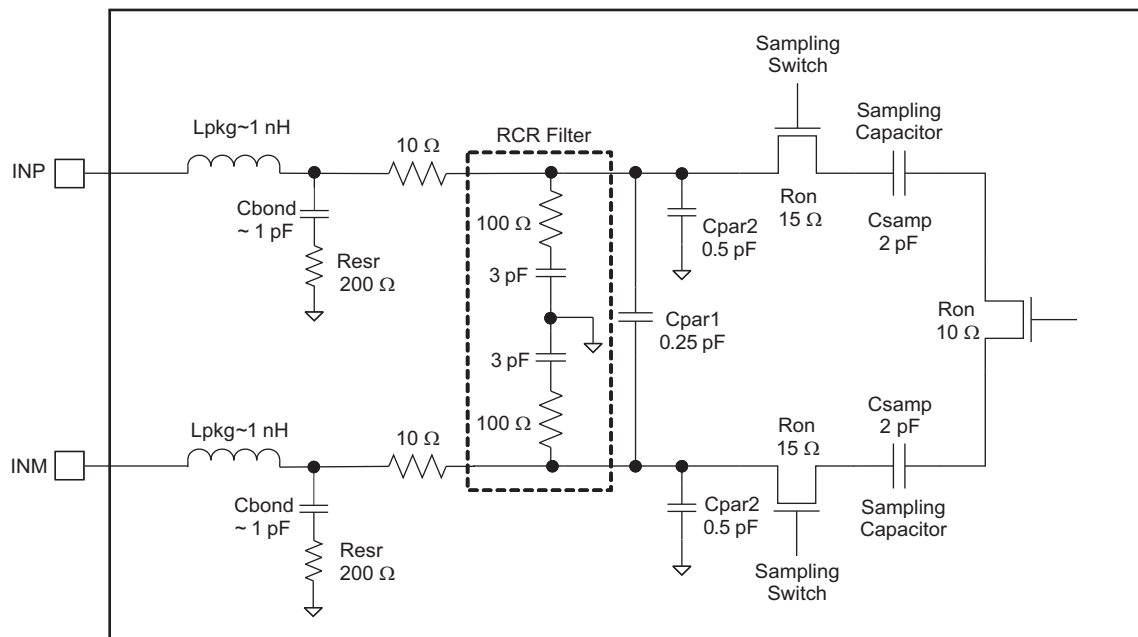 Sampling
Switch
Sampling
Capacitor
Lpkg~1 nH
RCR Filter
10 Ω
INP
Ron
15 Ω
Cbond
~ 1 pF
100 Ω
Cpar2
0.5 pF
Csamp
2 pF
Resr
200 Ω
3 pF
Ron
10 Ω
Cpar1
0.25 pF
3 pF
Csamp
2 pF
Lpkg~1 nH
10 Ω
100 Ω
Ron
15 Ω
INM
Cbond
~ 1 pF
Cpar2
0.5 pF
Sampling
Capacitor
Resr
200 Ω
Sampling
Switch